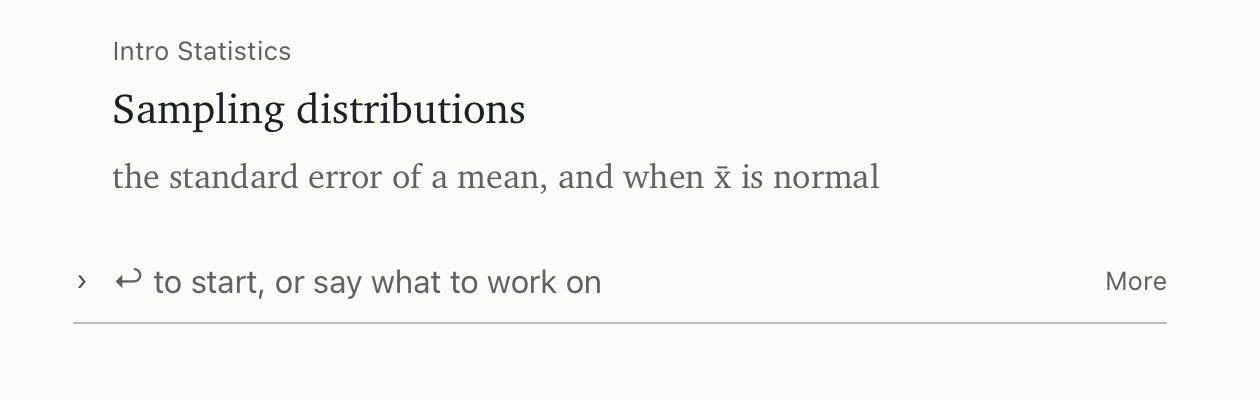 Intro Statistics
Sampling distributions
the standard error of a mean, and when x̄ is normal
› ↩ to start, or say what to work on More